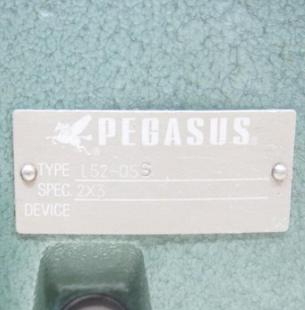 PEGASUS®
TYPE L52-05S
SPEC. 2X3
DEVICE